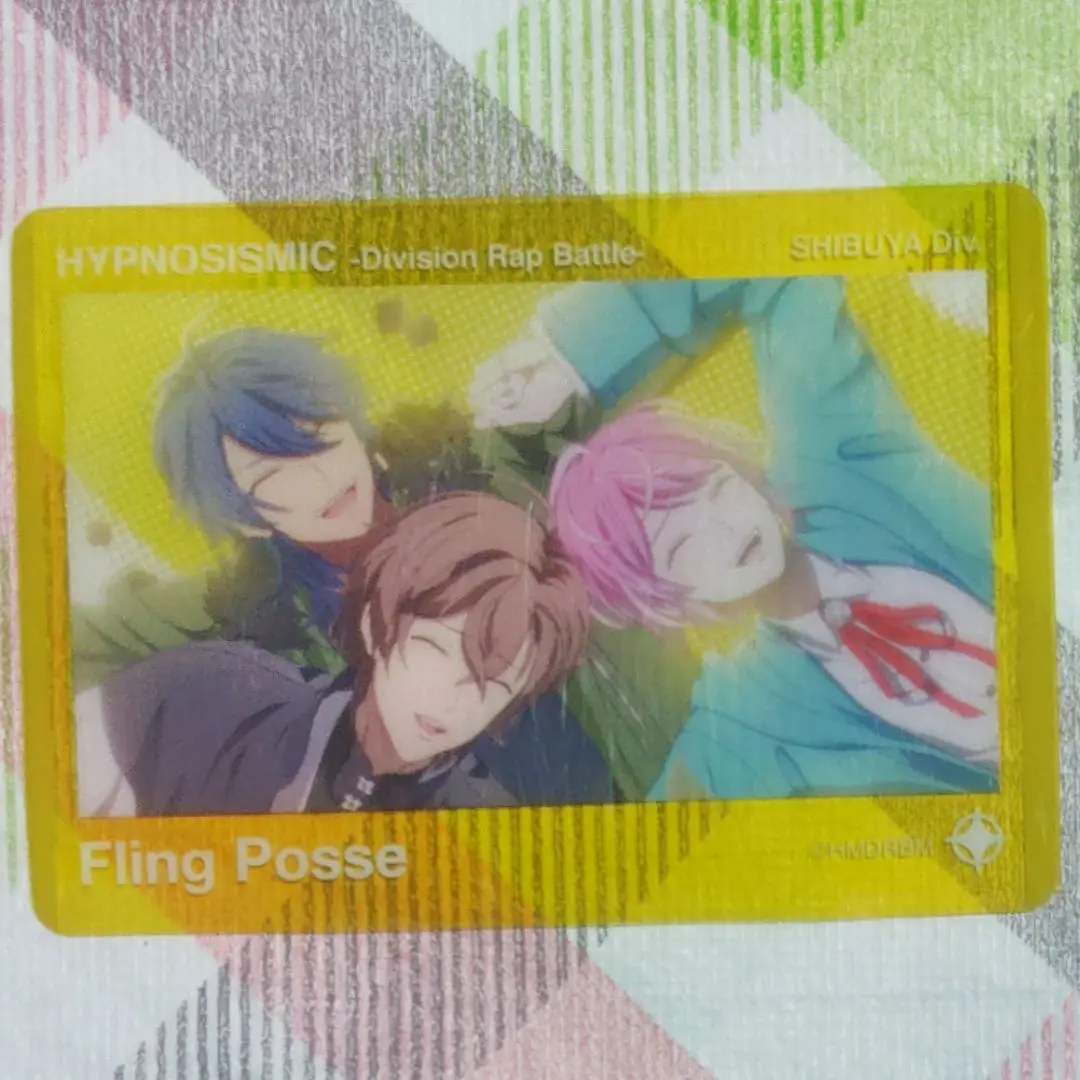 HYPNOSISMIC -Division Rap Battle- SHIBUYA Div.
Fling Posse